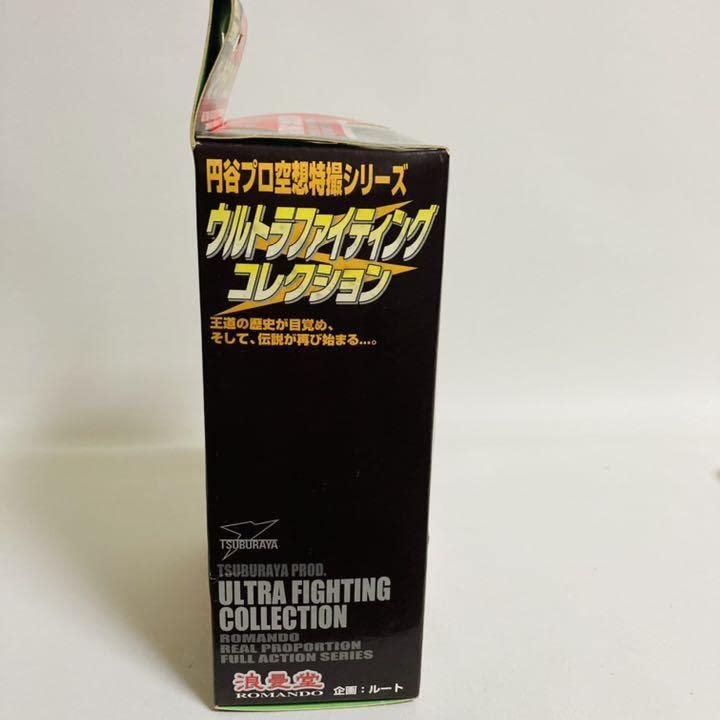 円谷プロ空想特撮シリーズ
ウルトラファイティング
コレクション
王道の歴史が目覚め、
そして、伝説が再び始まる…。
TSUBURAYA
TSUBURAYA PROD.
ULTRA FIGHTING
COLLECTION
ROMANDO
REAL PROPORTION
FULL ACTION SERIES
浪曼堂
ROMANDO 企画:ルート